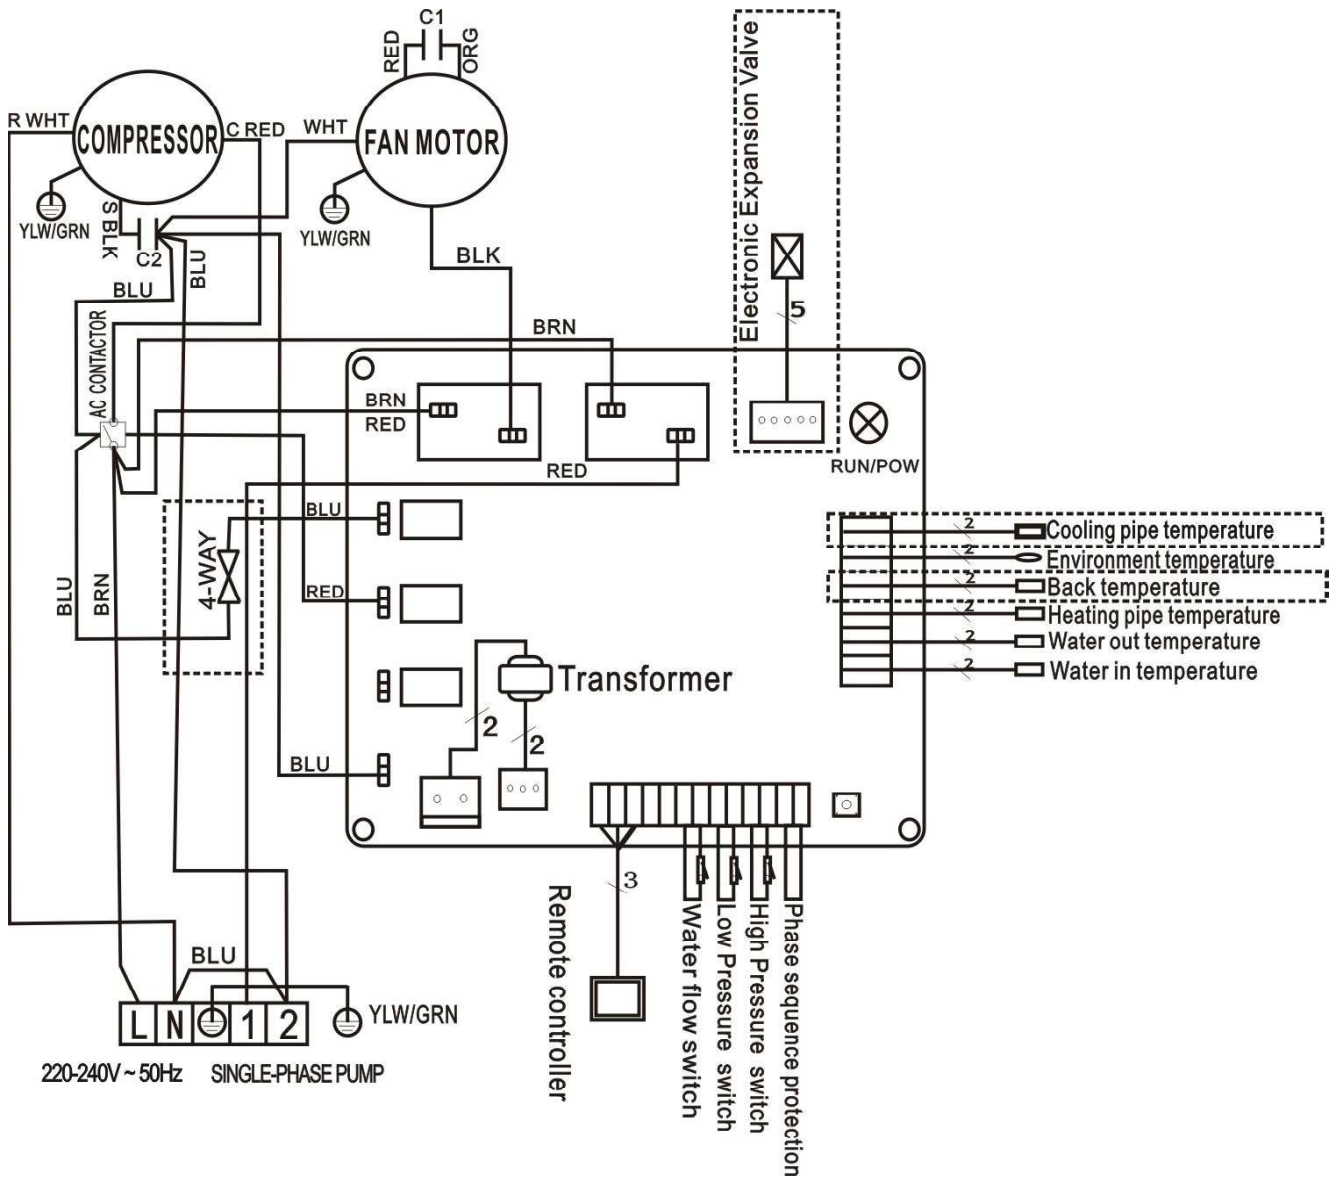 C1
RED
ORG
R WHT
COMPRESSOR
C RED
WHT
FAN MOTOR
Electronic Expansion Valve
YLW/GRN
S BLK
C2
BLU
BLU
YLW/GRN
BLK
5
AC CONTACTOR
BRN
BRN
RED
RED
RUN/POW
BLU
4-WAY
BLU
BRN
RED
2 Cooling pipe temperature
2 Environment temperature
2 Back temperature
2 Heating pipe temperature
2 Water out temperature
2 Water in temperature
Transformer
2
2
BLU
3
Remote controller
Water flow switch
Low Pressure switch
High Pressure switch
Phase sequence protection
BLU
L N 1 2
YLW/GRN
220-240V ~ 50Hz
SINGLE-PHASE PUMP